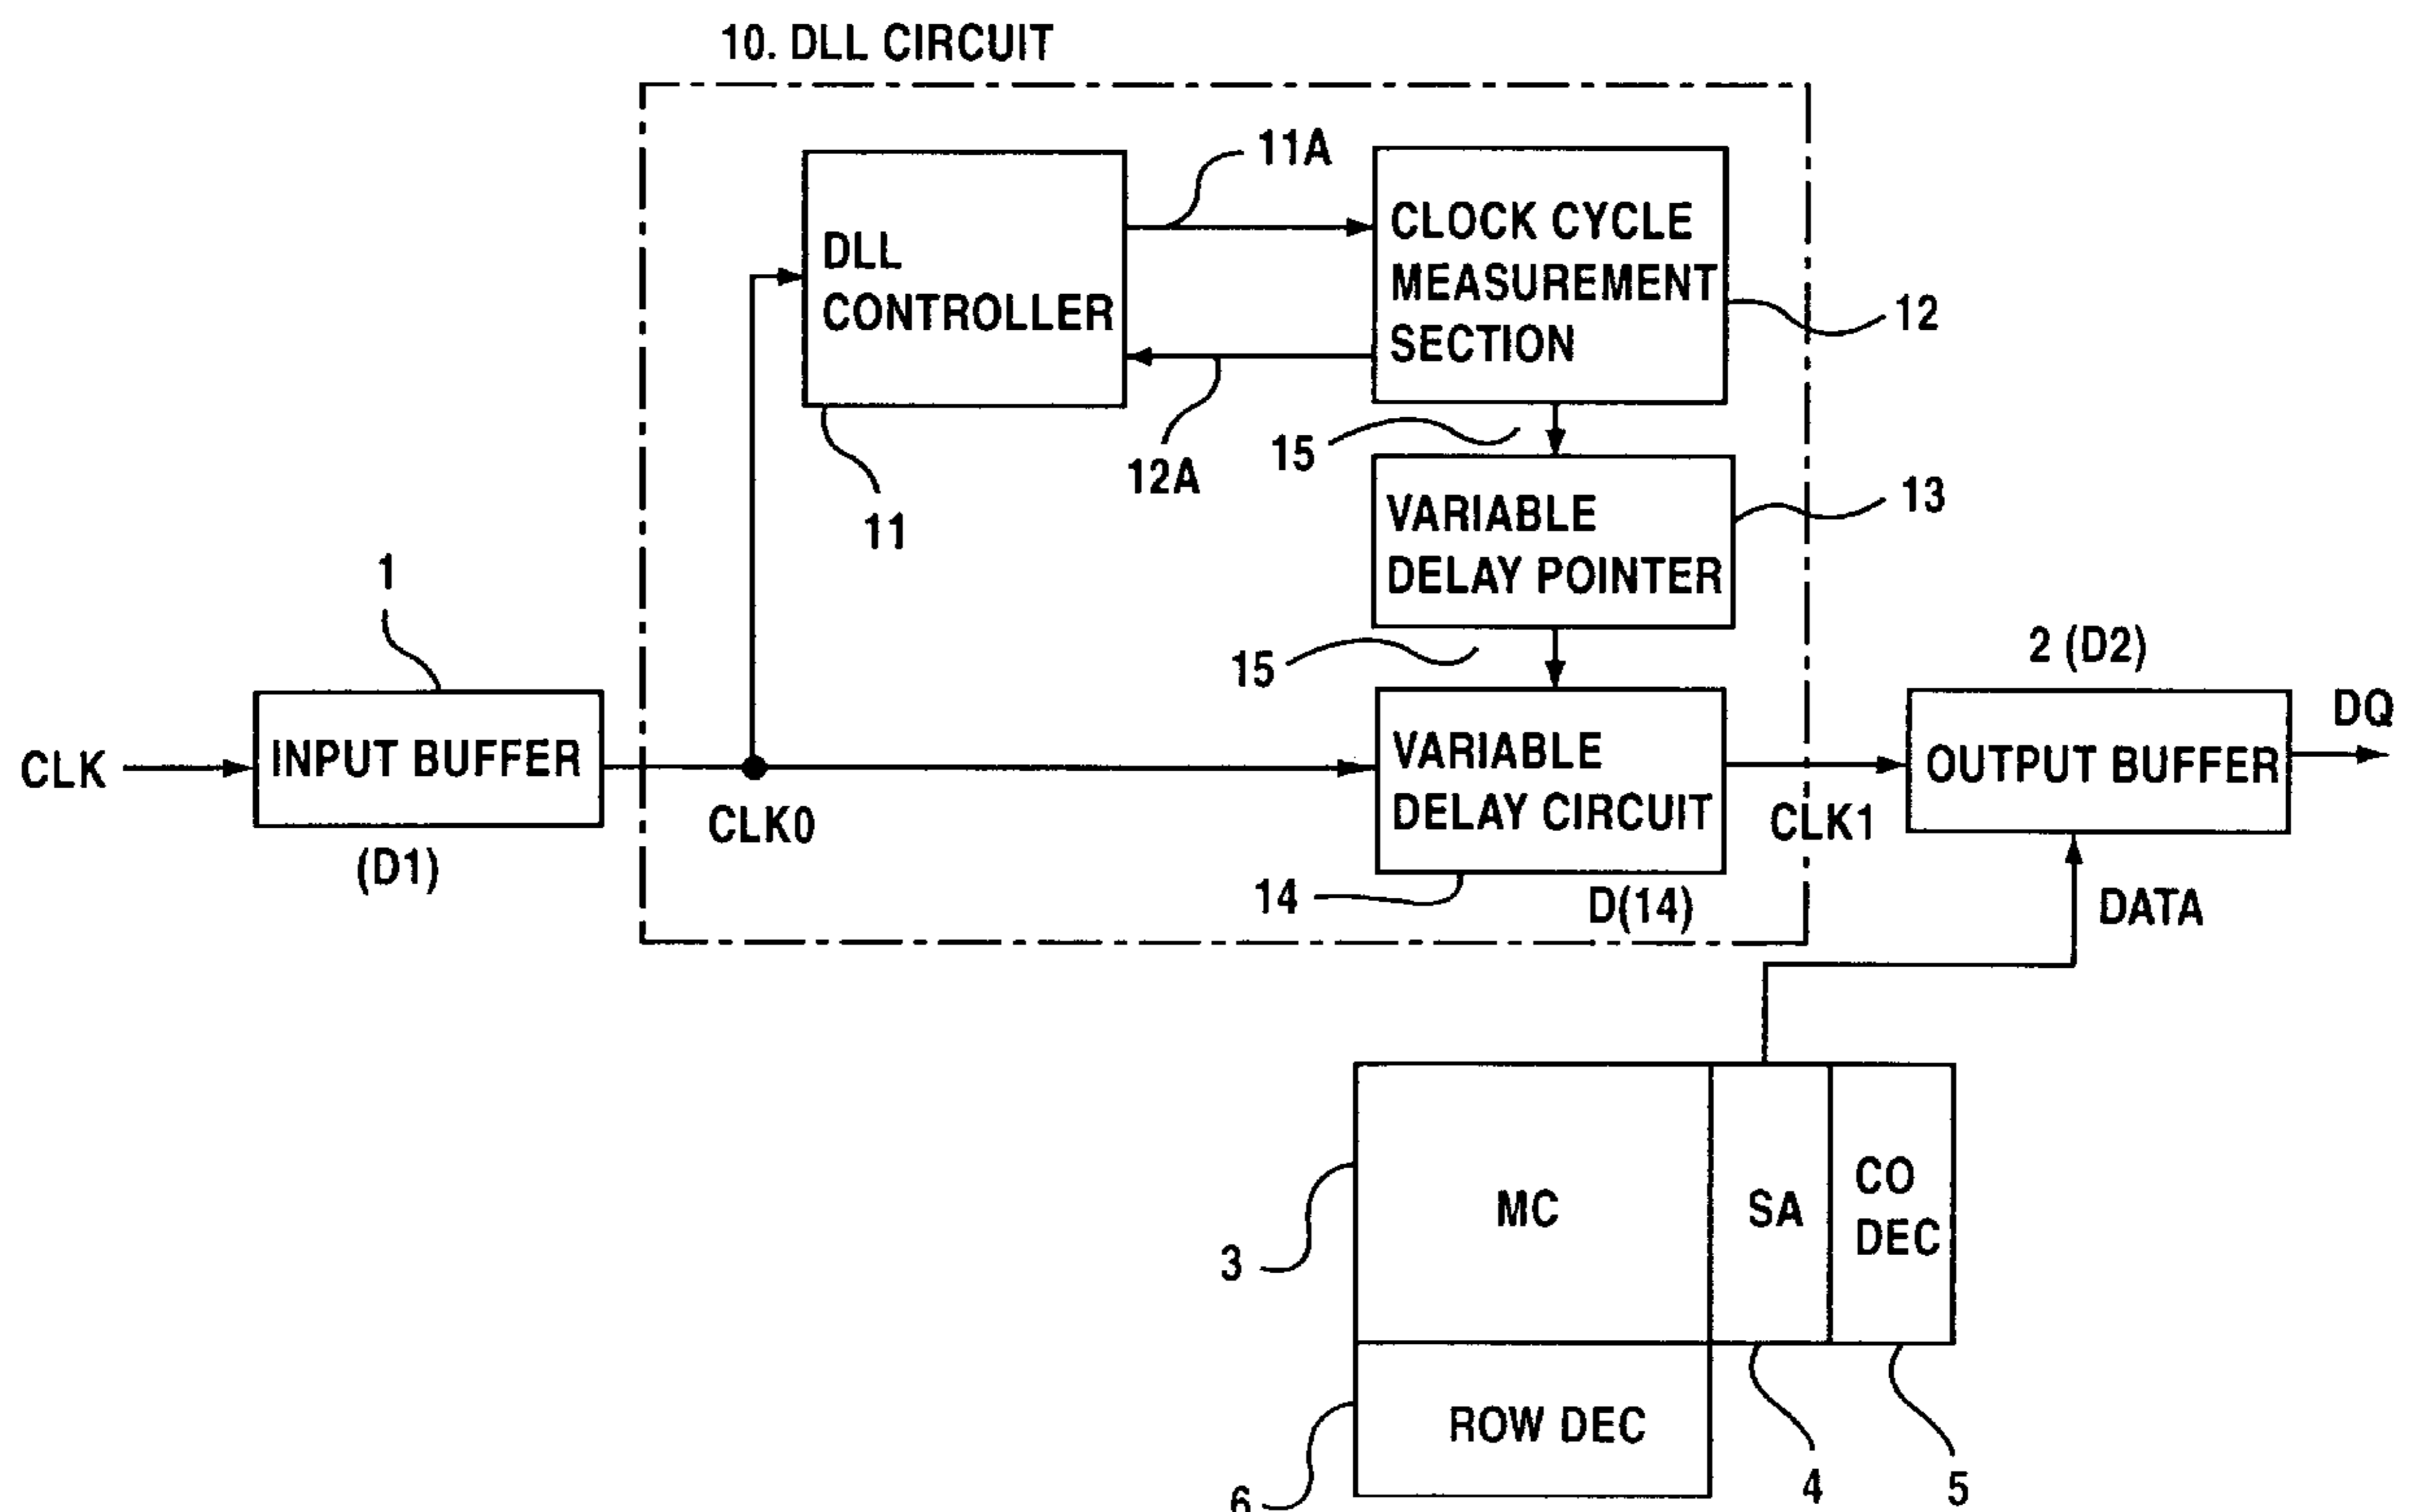 10. DLL CIRCUIT
11A
DLL
CONTROLLER
CLOCK CYCLE
MEASUREMENT
SECTION
12
12A
15
11
VARIABLE
DELAY POINTER
13
1
15
2 (D2)
CLK
INPUT BUFFER
(D1)
CLK0
VARIABLE
DELAY CIRCUIT
CLK1
OUTPUT BUFFER
DQ
14
D(14)
DATA
MC
SA
CO
DEC
3
ROW DEC
6
4
5